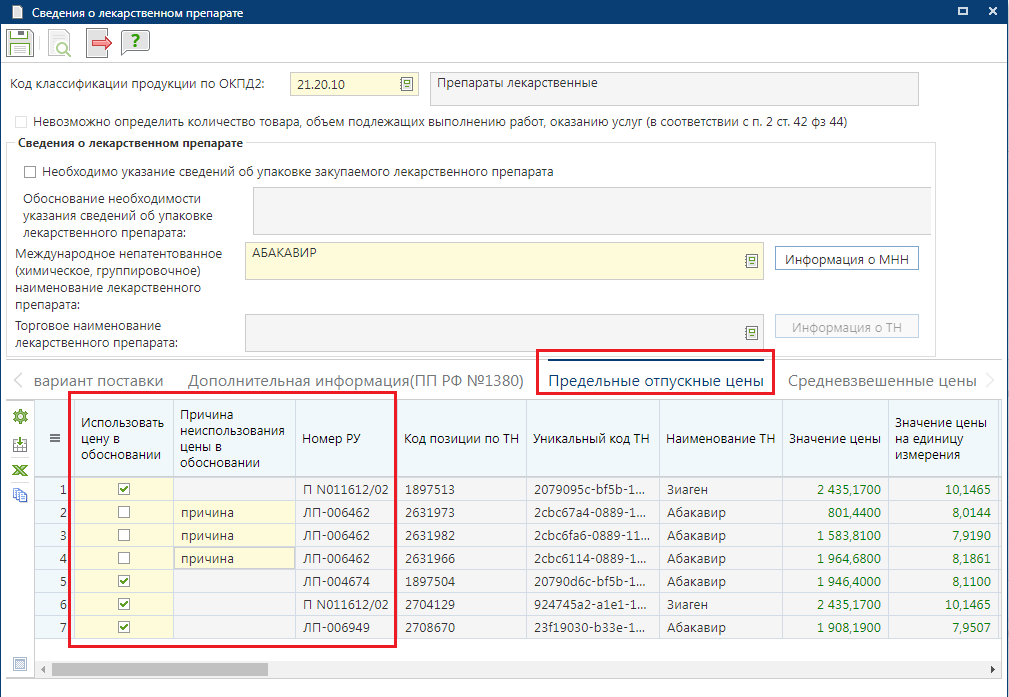 Сведения о лекарственном препарате
?
Код классификации продукции по ОКПД2: 21.20.10 Препараты лекарственные
Невозможно определить количество товара, объем подлежащих выполнению работ, оказанию услуг (в соответствии с п. 2 ст. 42 фз 44)
Сведения о лекарственном препарате
Необходимо указание сведений об упаковке закупаемого лекарственного препарата
Обоснование необходимости
указания сведений об упаковке
лекарственного препарата:
Международное непатентованное
(химическое, группировочное)
наименование лекарственного
препарата:
АБАКАВИР
Информация о МНН
Торговое наименование
лекарственного препарата:
Информация о ТН
вариант поставки Дополнительная информация(ПП РФ №1380) Предельные отпускные цены Средневзвешенные цены
Использовать
цену в
обосновании
Причина
неиспользования
цены в
обосновании
Номер РУ
Код позиции по ТН
Уникальный код ТН
Наименование ТН
Значение цены
Значение цены
на единицу
измерения
1 П N011612/02 1897513 2079095c-bf5b-1... Зиаген 2 435,1700 10,1465
2 причина ЛП-006462 2631973 2cbc67a4-0889-1... Абакавир 801,4400 8,0144
3 причина ЛП-006462 2631982 2cbc6fa6-0889-11... Абакавир 1 583,8100 7,9190
4 причина ЛП-006462 2631966 2cbc6114-0889-1... Абакавир 1 964,6800 8,1861
5 ЛП-004674 1897504 20790d6c-bf5b-1... Абакавир 1 946,4000 8,1100
6 П N011612/02 2704129 924745a2-a1e1-1... Зиаген 2 435,1700 10,1465
7 ЛП-006949 2708670 23f19030-b33e-1... Абакавир 1 908,1900 7,9507